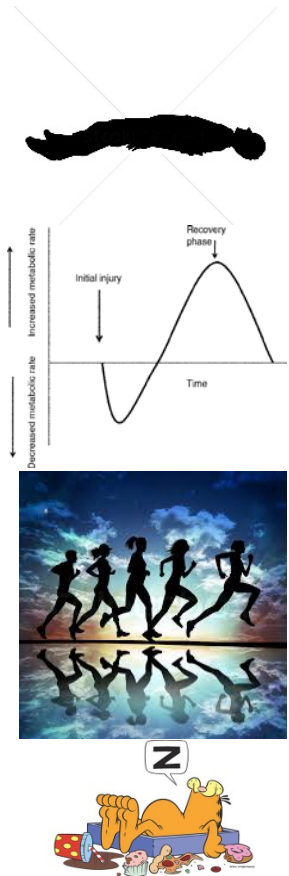 Recovery
phase
Initial injury
Increased metabolic rate
Decreased metabolic rate
Time
Z